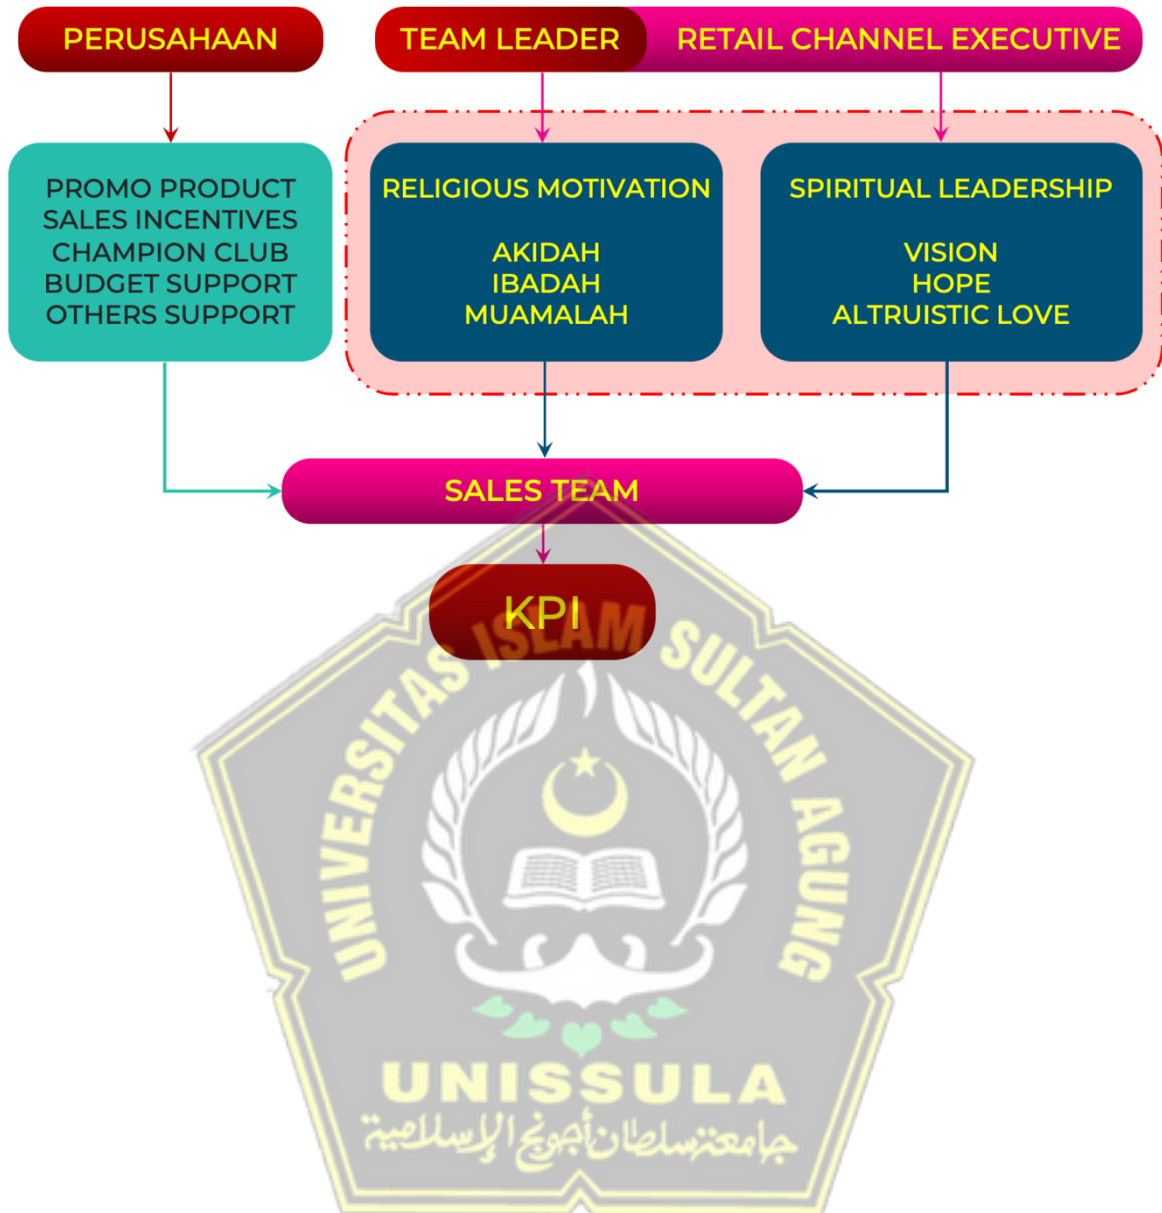 PERUSAHAAN
TEAM LEADER
RETAIL CHANNEL EXECUTIVE
PROMO PRODUCT
SALES INCENTIVES
CHAMPION CLUB
BUDGET SUPPORT
OTHERS SUPPORT
RELIGIOUS MOTIVATION
AKIDAH
IBADAH
MUAMALAH
SPIRITUAL LEADERSHIP
VISION
HOPE
ALTRUISTIC LOVE
SALES TEAM
KPI
UNIVERSITAS ISLAM SULTAN AGUNG
UNISSULA
جامعة سلطان أجونج الإسلامية